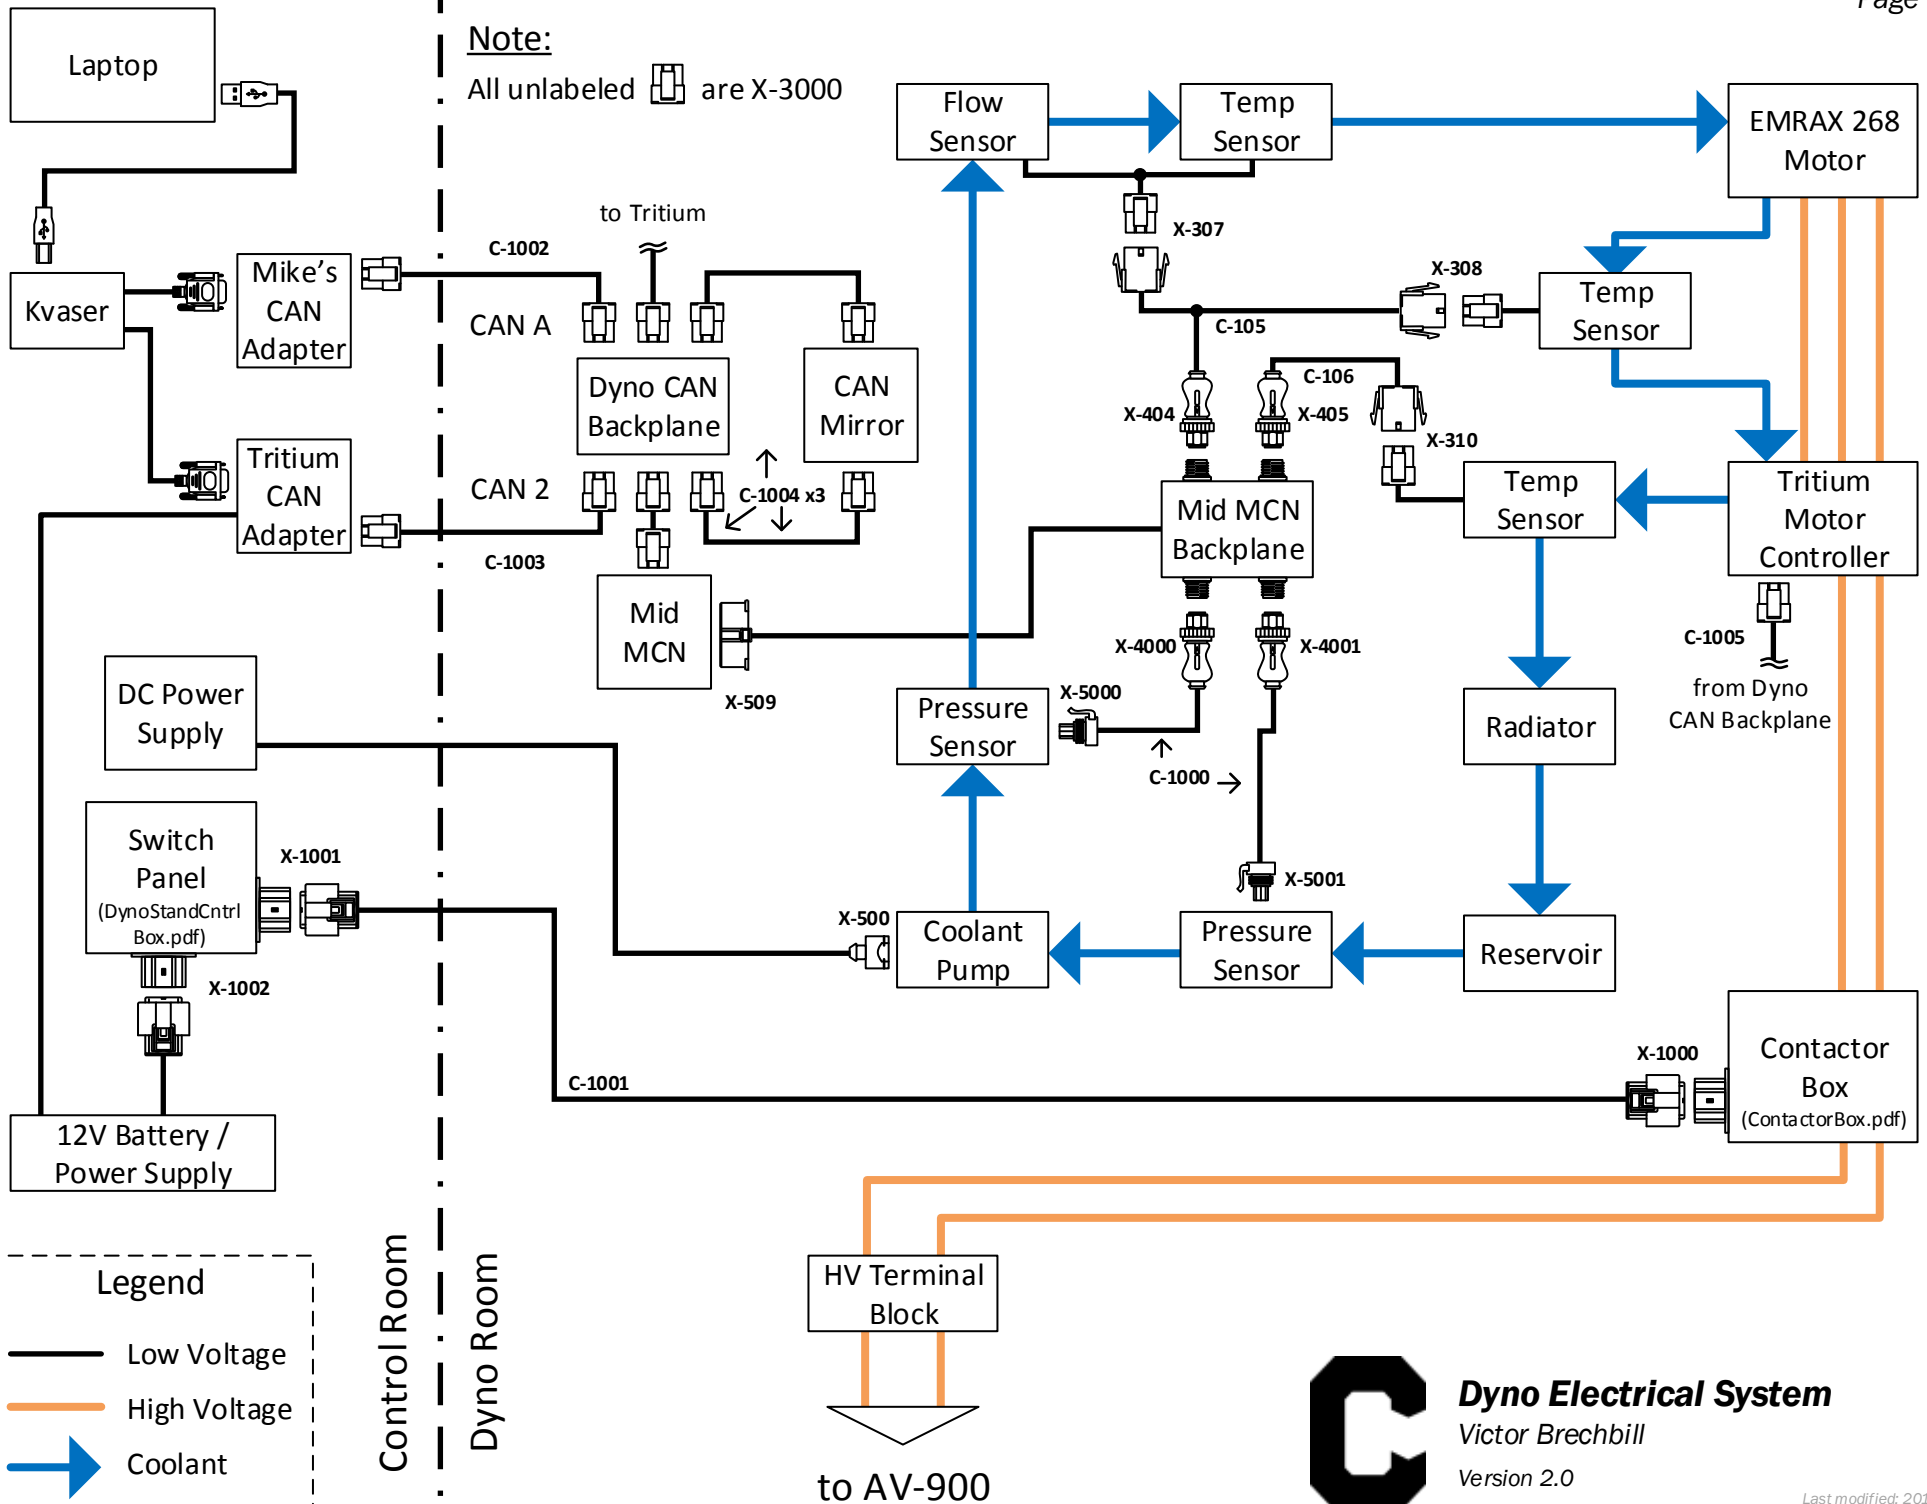 Page
Laptop
Note:
All unlabeled are X-3000
Flow
Sensor
Temp
Sensor
EMRAX 268
Motor
to Tritium
X-307
C-1002
Kvaser
Mike's
CAN
Adapter
CAN A
X-308
Temp
Sensor
C-105
Dyno CAN
Backplane
CAN
Mirror
C-106
X-404
X-405
X-310
Tritium
CAN
Adapter
CAN 2
C-1004 x3
C-1003
Mid MCN
Backplane
Temp
Sensor
Tritium
Motor
Controller
Mid
MCN
X-509
X-4000
X-4001
C-1005
from Dyno
CAN Backplane
DC Power
Supply
Pressure
Sensor
X-5000
C-1000
Radiator
Switch
Panel
(DynoStandCntrl
Box.pdf)
X-1001
X-1002
X-5001
X-500
Coolant
Pump
Pressure
Sensor
Reservoir
C-1001
X-1000
Contactor
Box
(ContactorBox.pdf)
12V Battery /
Power Supply
Legend
Low Voltage
High Voltage
Coolant
Control Room
Dyno Room
HV Terminal
Block
to AV-900
Dyno Electrical System
Victor Brechbill
Version 2.0
Last modified: 201